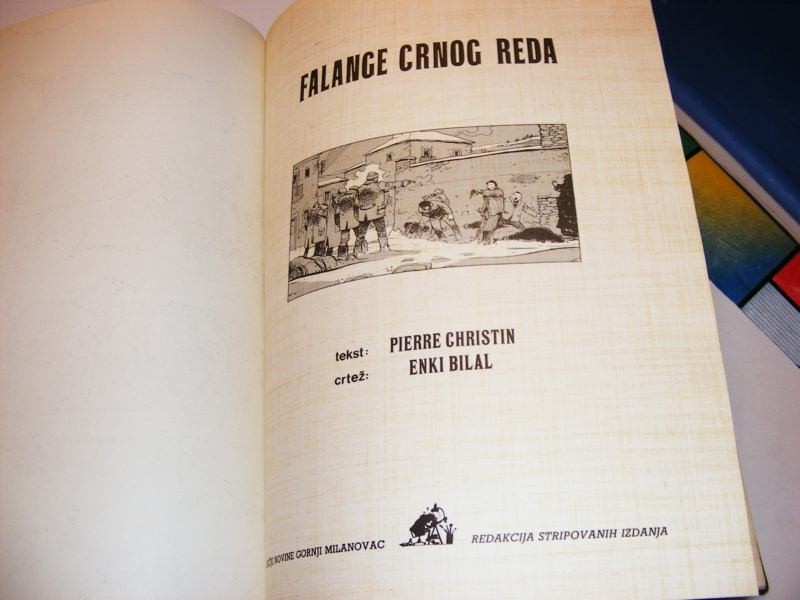 FALANGE CRNOG REDA
tekst: PIERRE CHRISTIN
crtež: ENKI BILAL
NOVINE GORNJI MILANOVAC
REDAKCIJA STRIPOVANIH IZDANJA